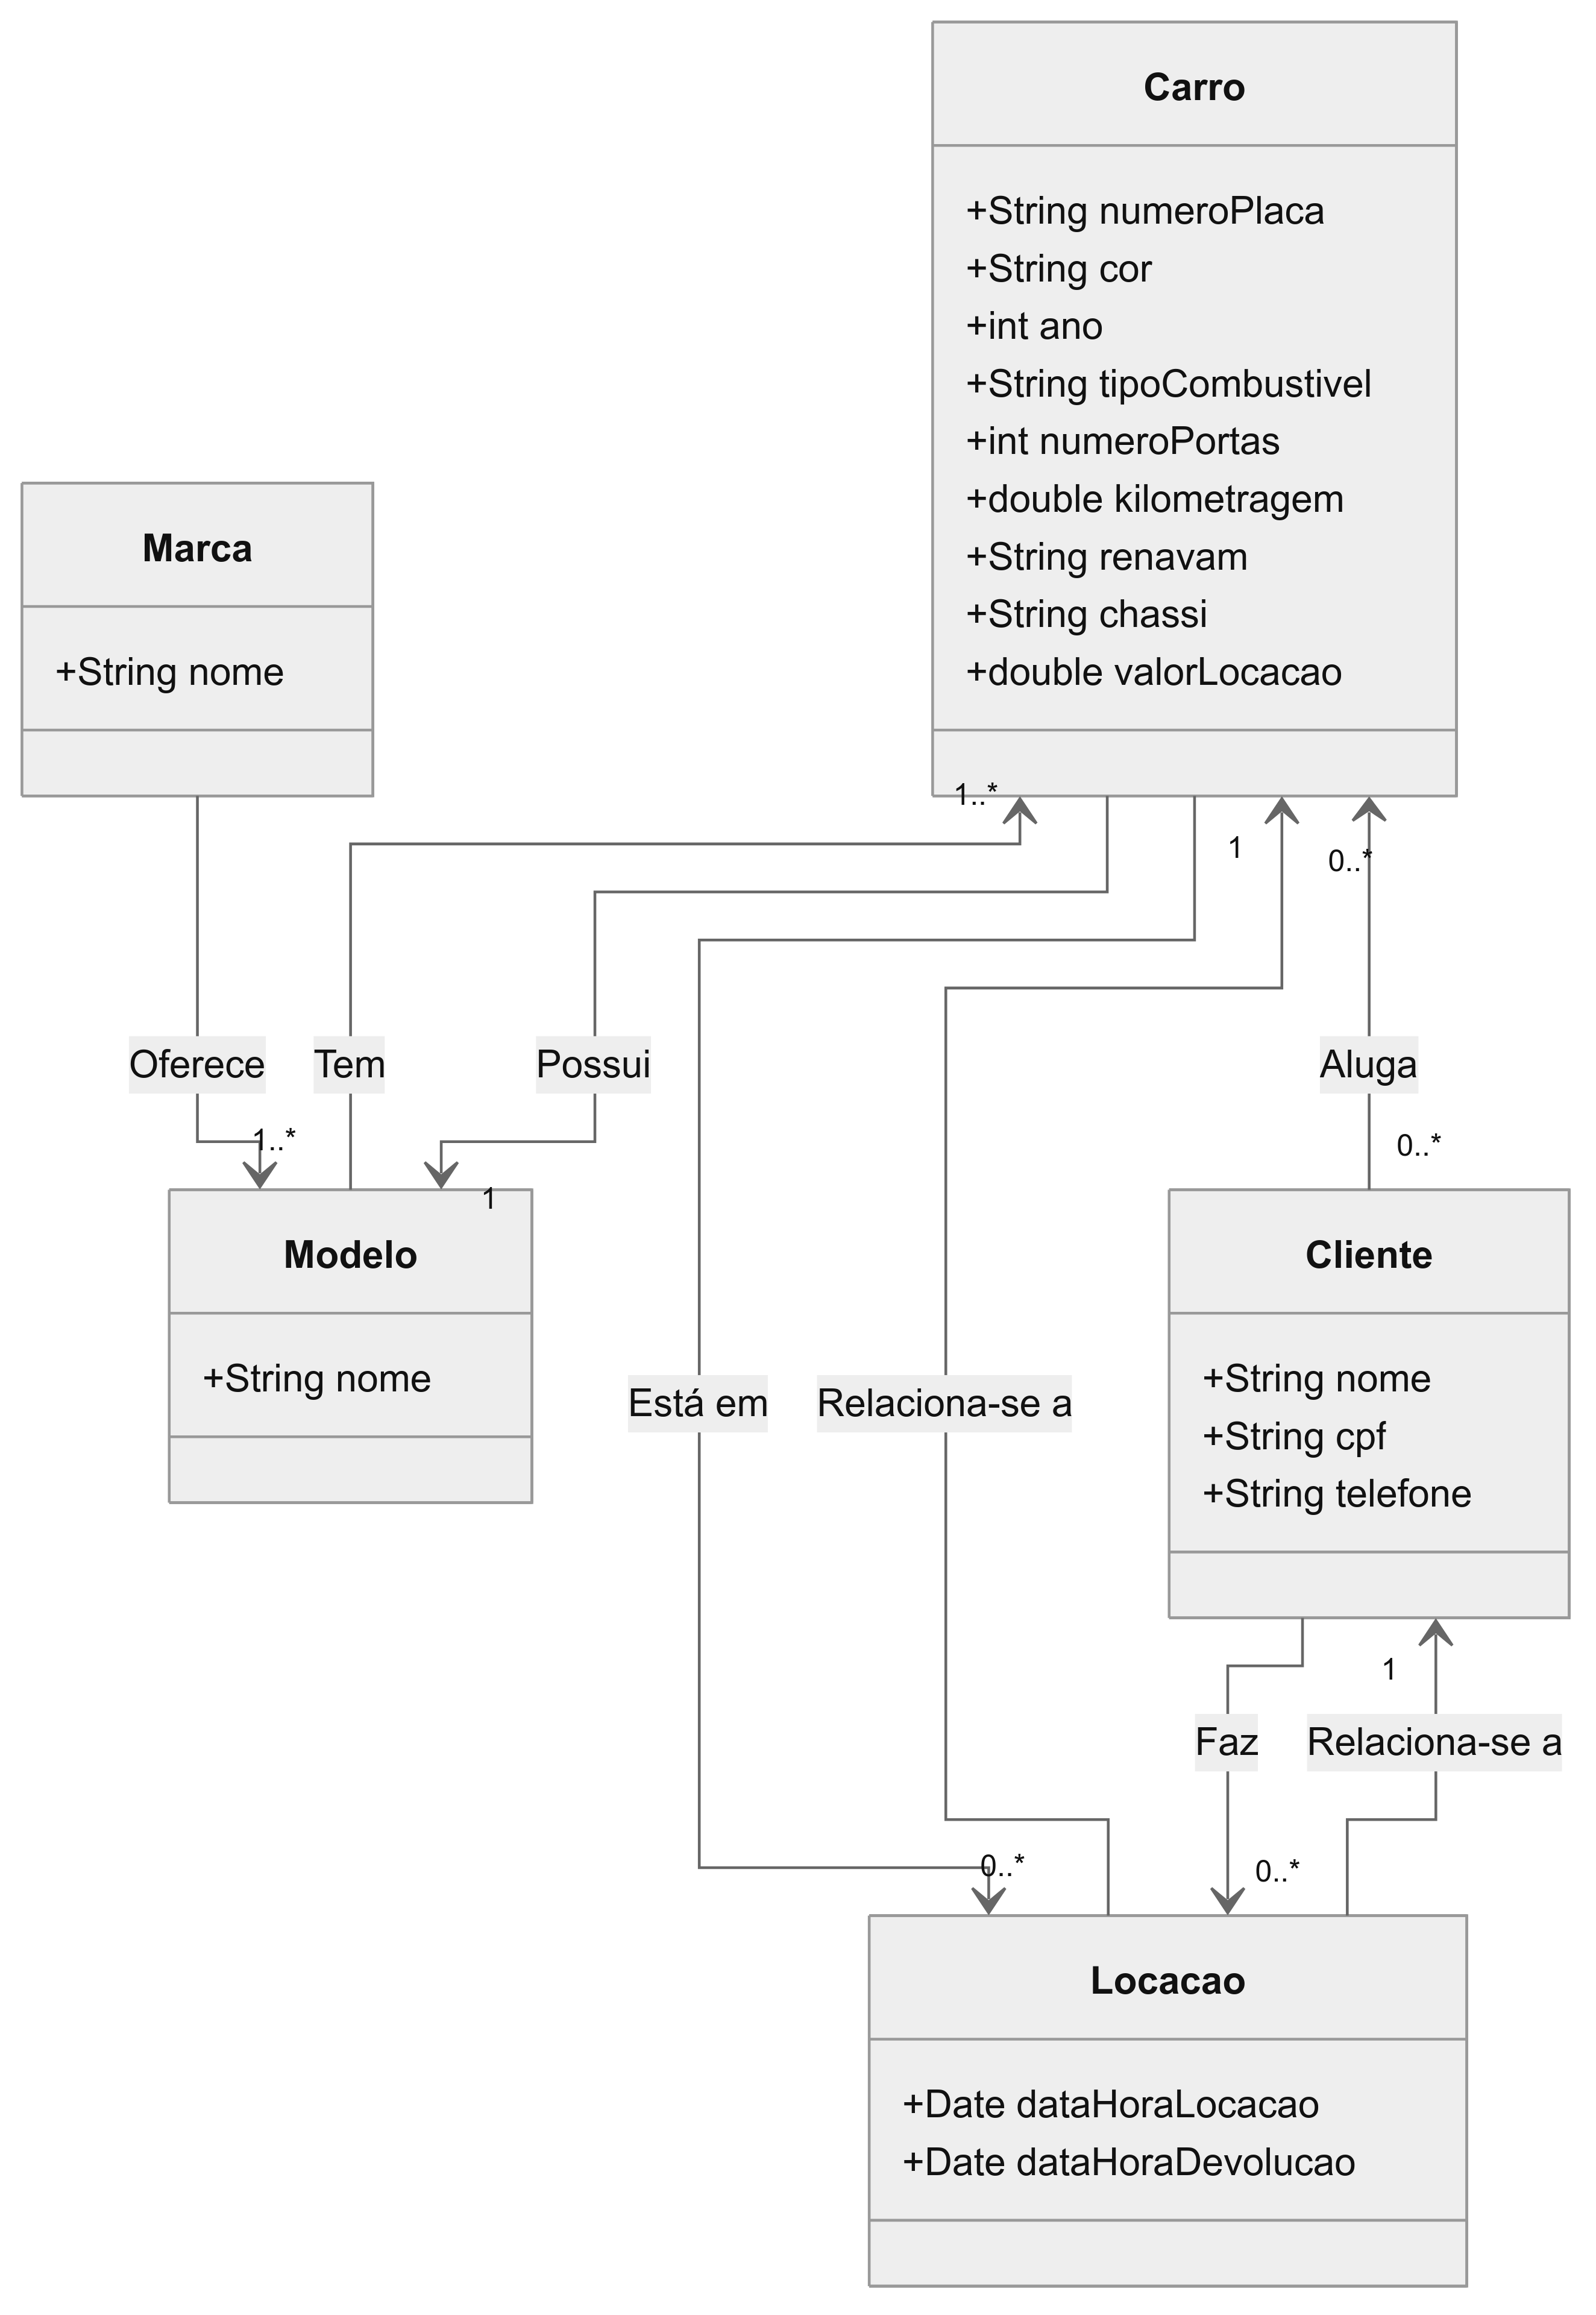 Carro
+String numeroPlaca
+String cor
+int ano
+String tipoCombustivel
+int numeroPortas
+double kilometragem
+String renavam
+String chassi
+double valorLocacao
Marca
+String nome
1..*
1
0..*
Oferece
Tem
Possui
Aluga
1..*
0..*
1
Modelo
+String nome
Cliente
+String nome
+String cpf
+String telefone
Está em
Relaciona-se a
1
Faz
Relaciona-se a
0..*
0..*
Locacao
+Date dataHoraLocacao
+Date dataHoraDevolucao